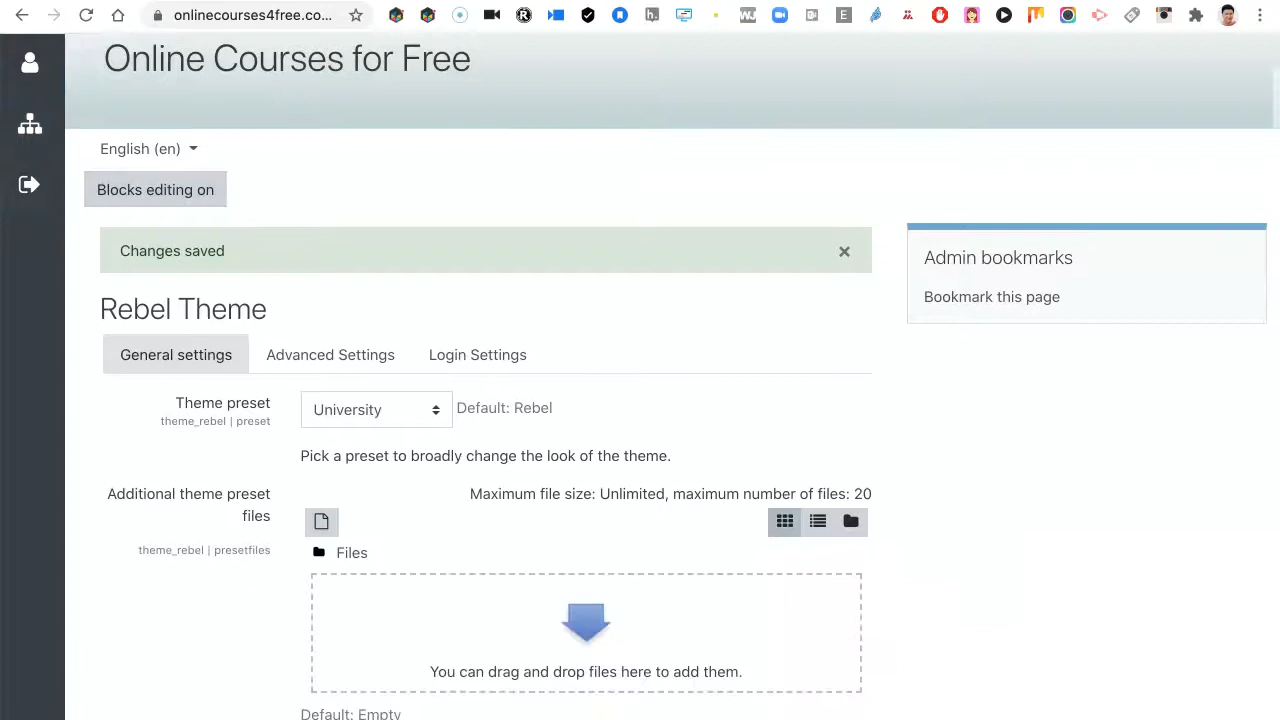 onlinecourses4free.co...
Online Courses for Free
English (en)
Blocks editing on
Changes saved
×
Admin bookmarks
Bookmark this page
Rebel Theme
General settings
Advanced Settings
Login Settings
Theme preset
theme_rebel | preset
University
Default: Rebel
Pick a preset to broadly change the look of the theme.
Additional theme preset
files
theme_rebel | presetfiles
Maximum file size: Unlimited, maximum number of files: 20
Files
You can drag and drop files here to add them.
Default: Empty